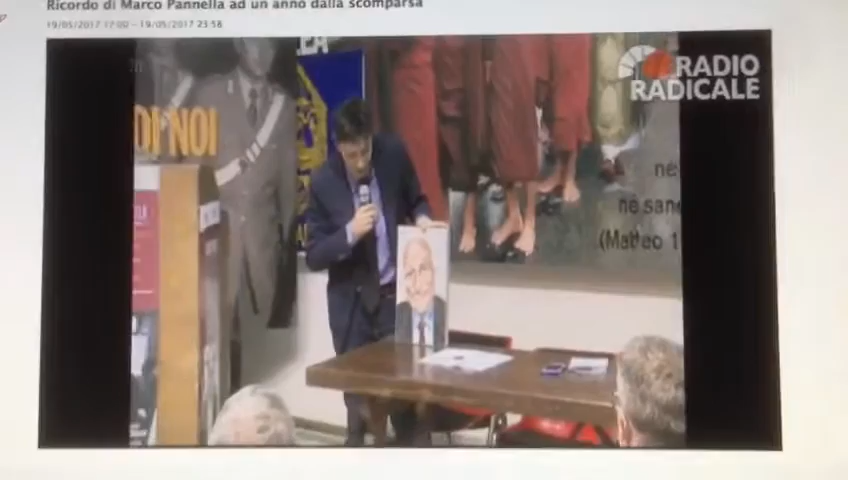 Ricordo di Marco Pannella ad un anno dalla scomparsa
19/05/2017 17:00 - 19/05/2017 23:58
RADIO
RADICALE
DI NOI
ne
ne
(Matteo 1